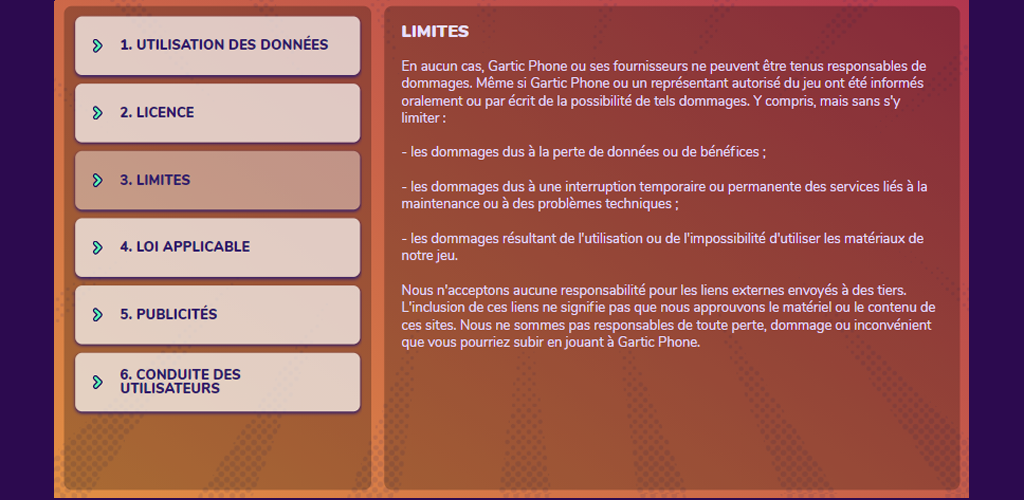 1. UTILISATION DES DONNÉES
2. LICENCE
3. LIMITES
4. LOI APPLICABLE
5. PUBLICITÉS
6. CONDUITE DES
UTILISATEURS
LIMITES
En aucun cas, Gartic Phone ou ses fournisseurs ne peuvent être tenus responsables de
dommages. Même si Gartic Phone ou un représentant autorisé du jeu ont été informés
oralement ou par écrit de la possibilité de tels dommages. Y compris, mais sans s'y
limiter :
- les dommages dus à la perte de données ou de bénéfices ;
- les dommages dus à une interruption temporaire ou permanente des services liés à la
maintenance ou à des problèmes techniques ;
- les dommages résultant de l'utilisation ou de l'impossibilité d'utiliser les matériaux de
notre jeu.
Nous n'acceptons aucune responsabilité pour les liens externes envoyés à des tiers.
L'inclusion de ces liens ne signifie pas que nous approuvons le matériel ou le contenu de
ces sites. Nous ne sommes pas responsables de toute perte, dommage ou inconvénient
que vous pourriez subir en jouant à Gartic Phone.